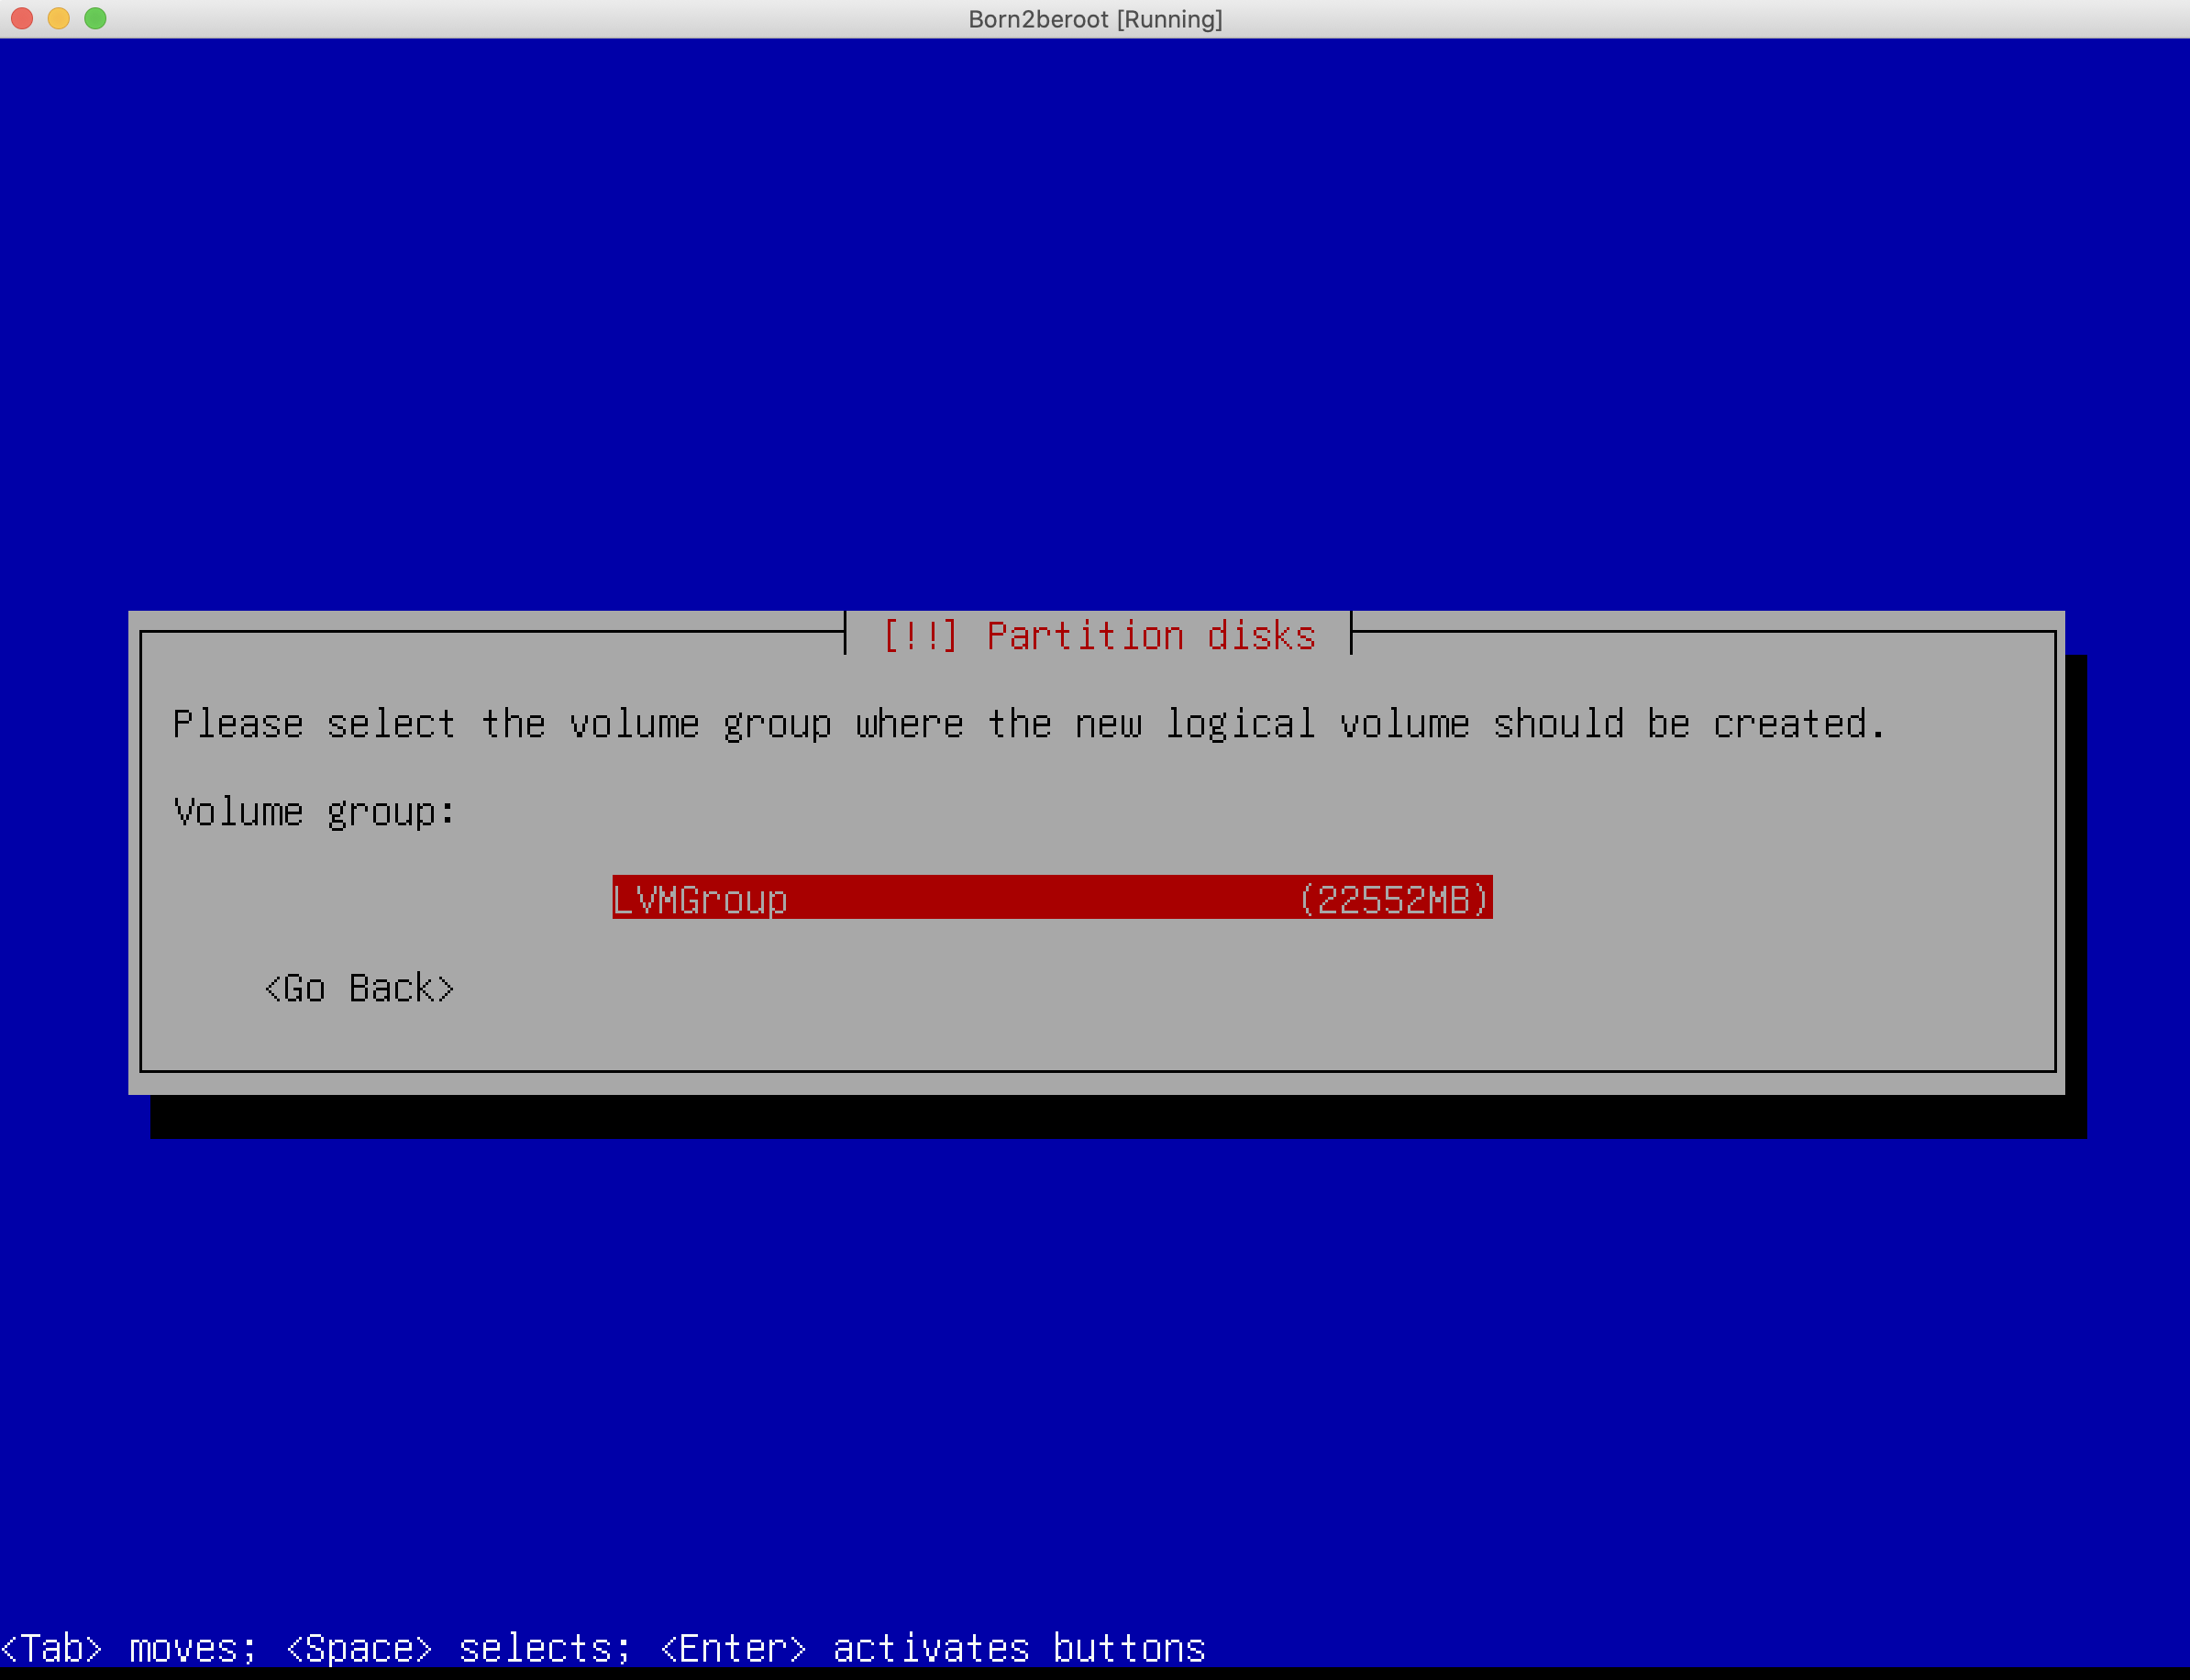 Born2beroot [Running]
[!!] Partition disks
Please select the volume group where the new logical volume should be created.
Volume group:
LVMGroup (22552MB)
<Go Back>
<Tab> moves; <Space> selects; <Enter> activates buttons